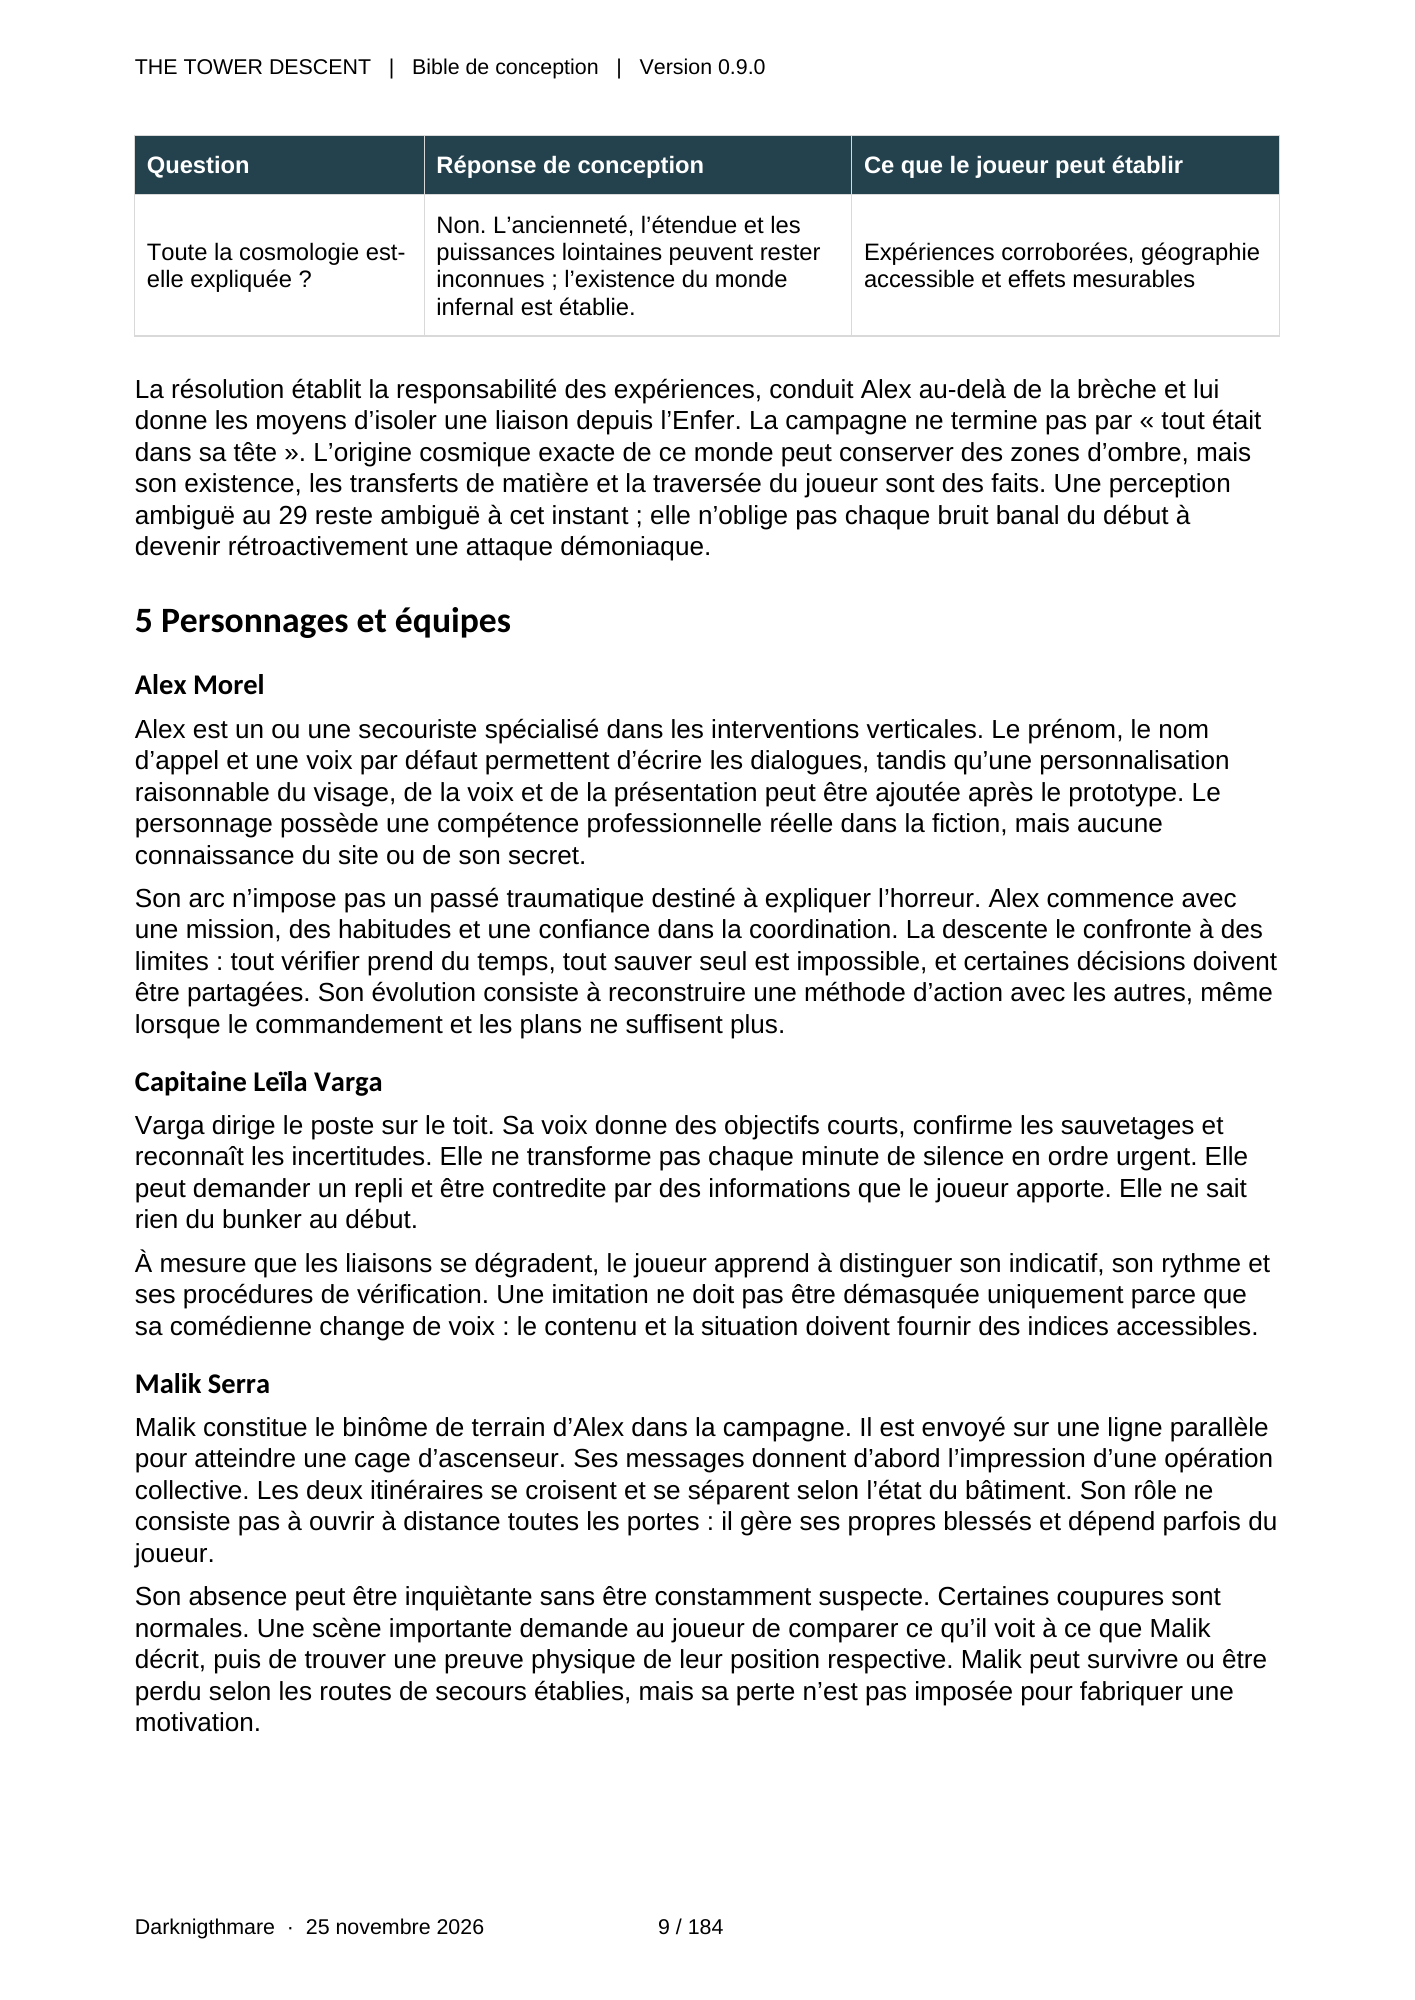 THE TOWER DESCENT | Bible de conception | Version 0.9.0
Question
Réponse de conception
Ce que le joueur peut établir
Toute la cosmologie est-
elle expliquée ?
Non. L’ancienneté, l’étendue et les
puissances lointaines peuvent rester
inconnues ; l’existence du monde
infernal est établie.
Expériences corroborées, géographie
accessible et effets mesurables
La résolution établit la responsabilité des expériences, conduit Alex au-delà de la brèche et lui
donne les moyens d’isoler une liaison depuis l’Enfer. La campagne ne termine pas par « tout était
dans sa tête ». L’origine cosmique exacte de ce monde peut conserver des zones d’ombre, mais
son existence, les transferts de matière et la traversée du joueur sont des faits. Une perception
ambiguë au 29 reste ambiguë à cet instant ; elle n’oblige pas chaque bruit banal du début à
devenir rétroactivement une attaque démoniaque.
5 Personnages et équipes
Alex Morel
Alex est un ou une secouriste spécialisé dans les interventions verticales. Le prénom, le nom
d’appel et une voix par défaut permettent d’écrire les dialogues, tandis qu’une personnalisation
raisonnable du visage, de la voix et de la présentation peut être ajoutée après le prototype. Le
personnage possède une compétence professionnelle réelle dans la fiction, mais aucune
connaissance du site ou de son secret.
Son arc n’impose pas un passé traumatique destiné à expliquer l’horreur. Alex commence avec
une mission, des habitudes et une confiance dans la coordination. La descente le confronte à des
limites : tout vérifier prend du temps, tout sauver seul est impossible, et certaines décisions doivent
être partagées. Son évolution consiste à reconstruire une méthode d’action avec les autres, même
lorsque le commandement et les plans ne suffisent plus.
Capitaine Leïla Varga
Varga dirige le poste sur le toit. Sa voix donne des objectifs courts, confirme les sauvetages et
reconnaît les incertitudes. Elle ne transforme pas chaque minute de silence en ordre urgent. Elle
peut demander un repli et être contredite par des informations que le joueur apporte. Elle ne sait
rien du bunker au début.
À mesure que les liaisons se dégradent, le joueur apprend à distinguer son indicatif, son rythme et
ses procédures de vérification. Une imitation ne doit pas être démasquée uniquement parce que
sa comédienne change de voix : le contenu et la situation doivent fournir des indices accessibles.
Malik Serra
Malik constitue le binôme de terrain d’Alex dans la campagne. Il est envoyé sur une ligne parallèle
pour atteindre une cage d’ascenseur. Ses messages donnent d’abord l’impression d’une opération
collective. Les deux itinéraires se croisent et se séparent selon l’état du bâtiment. Son rôle ne
consiste pas à ouvrir à distance toutes les portes : il gère ses propres blessés et dépend parfois du
joueur.
Son absence peut être inquiètante sans être constamment suspecte. Certaines coupures sont
normales. Une scène importante demande au joueur de comparer ce qu’il voit à ce que Malik
décrit, puis de trouver une preuve physique de leur position respective. Malik peut survivre ou être
perdu selon les routes de secours établies, mais sa perte n’est pas imposée pour fabriquer une
motivation.
Darknigthmare · 25 novembre 2026
9 / 184